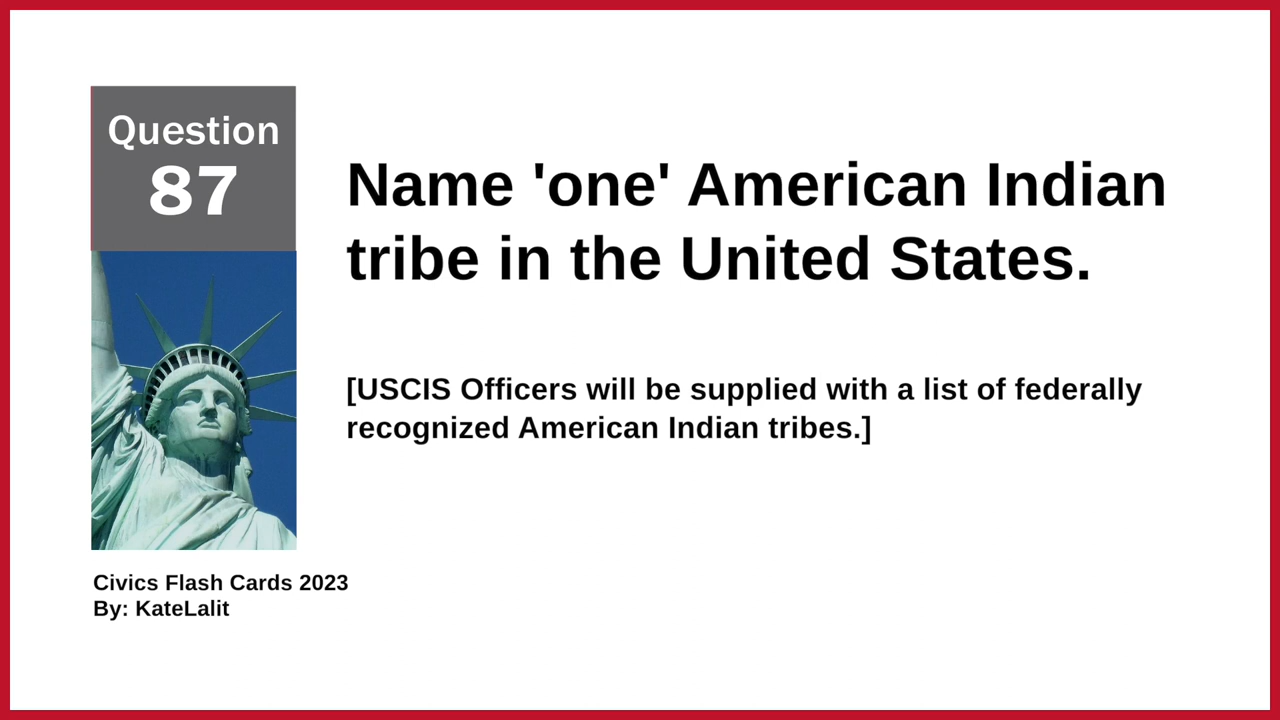 Question
87
Name 'one' American Indian
tribe in the United States.
[USCIS Officers will be supplied with a list of federally
recognized American Indian tribes.]
Civics Flash Cards 2023
By: KateLalit